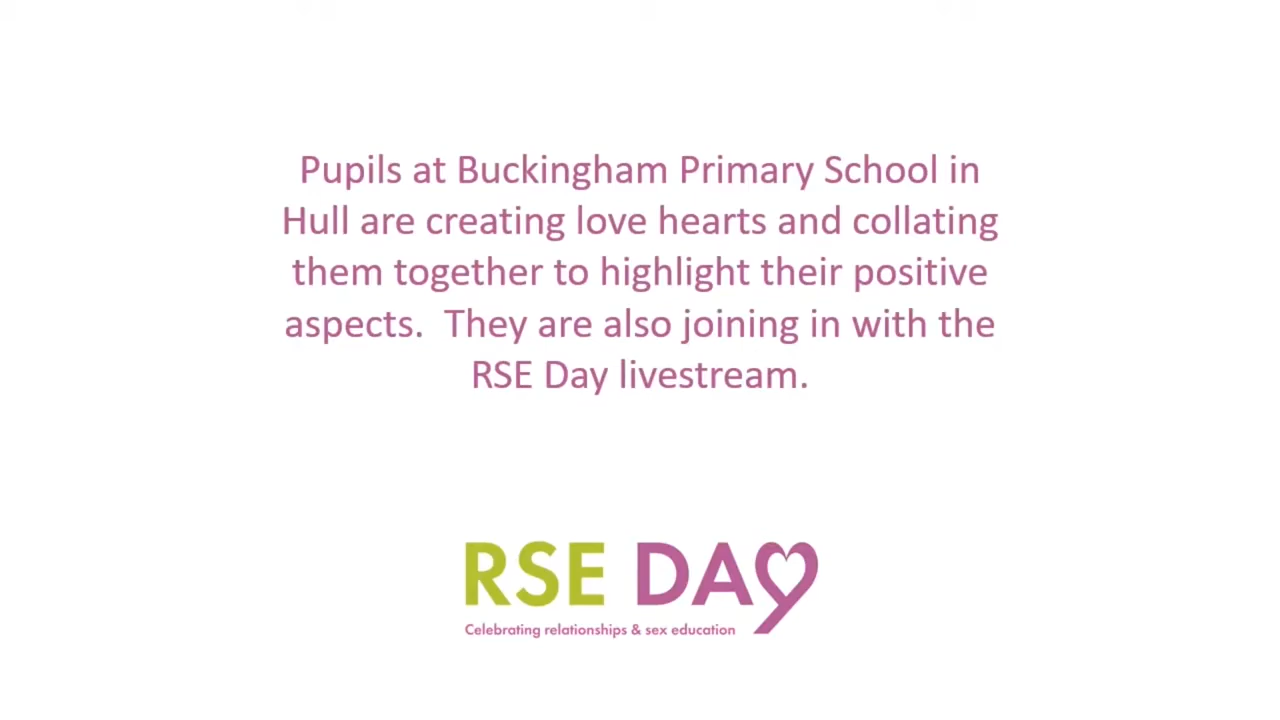 Pupils at Buckingham Primary School in
Hull are creating love hearts and collating
them together to highlight their positive
aspects.  They are also joining in with the
RSE Day livestream.
RSE DAY
Celebrating relationships & sex education